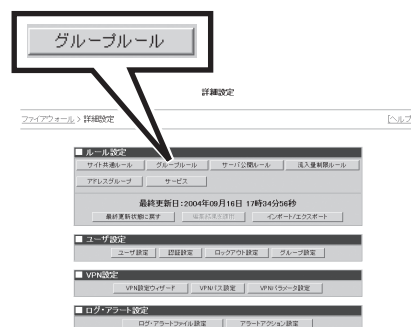 グループルール
詳細設定
ファイアウォール > 詳細設定 [ヘルプ
■ ルール設定
サイト共通ルール グループルール サーバ公開ルール 流入量制限ルール
アドレスグループ サービス
最終更新日:2004年09月16日 17時34分56秒
最終更新状態に戻す 編集結果を適用 インポート/エクスポート
■ ユーザ設定
ユーザ設定 認証設定 ロックアウト設定 グループ設定
■ VPN設定
VPN設定ウィザード VPNパス設定 VPNパラメータ設定
■ ログ・アラート設定
ログ・アラートファイル設定 アラートアクション設定